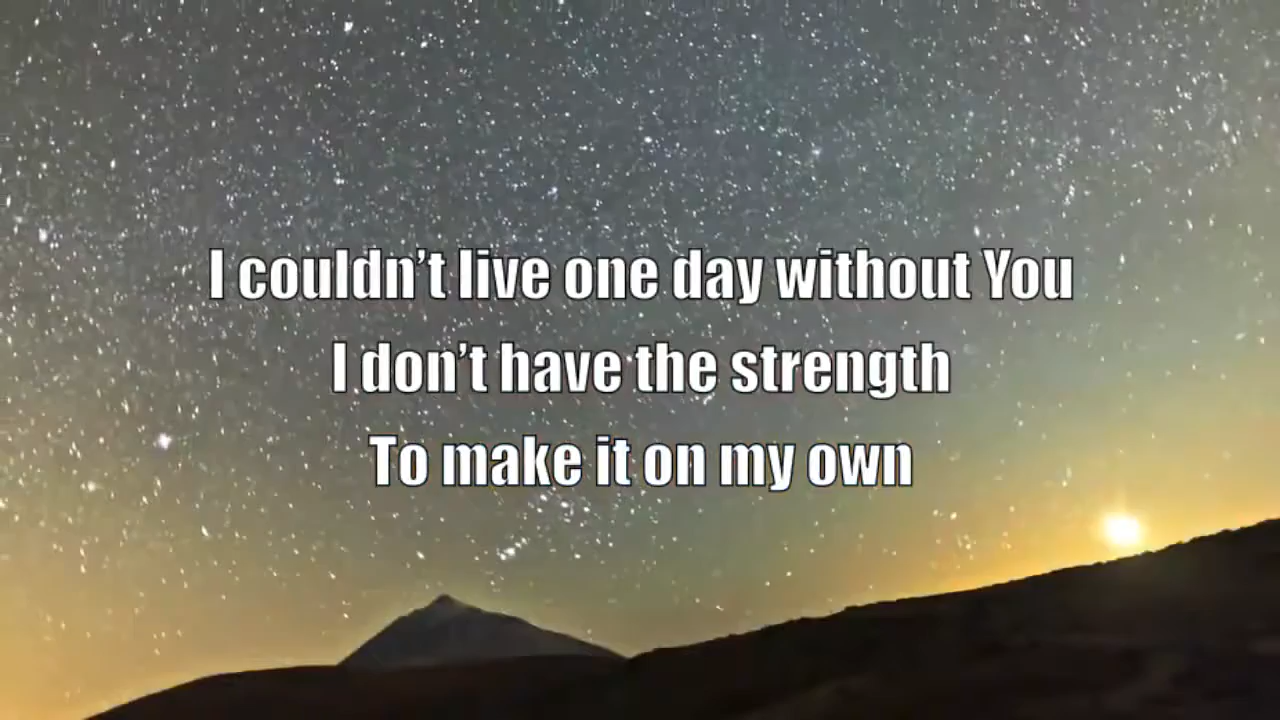 I couldn’t live one day without You
I don’t have the strength
To make it on my own